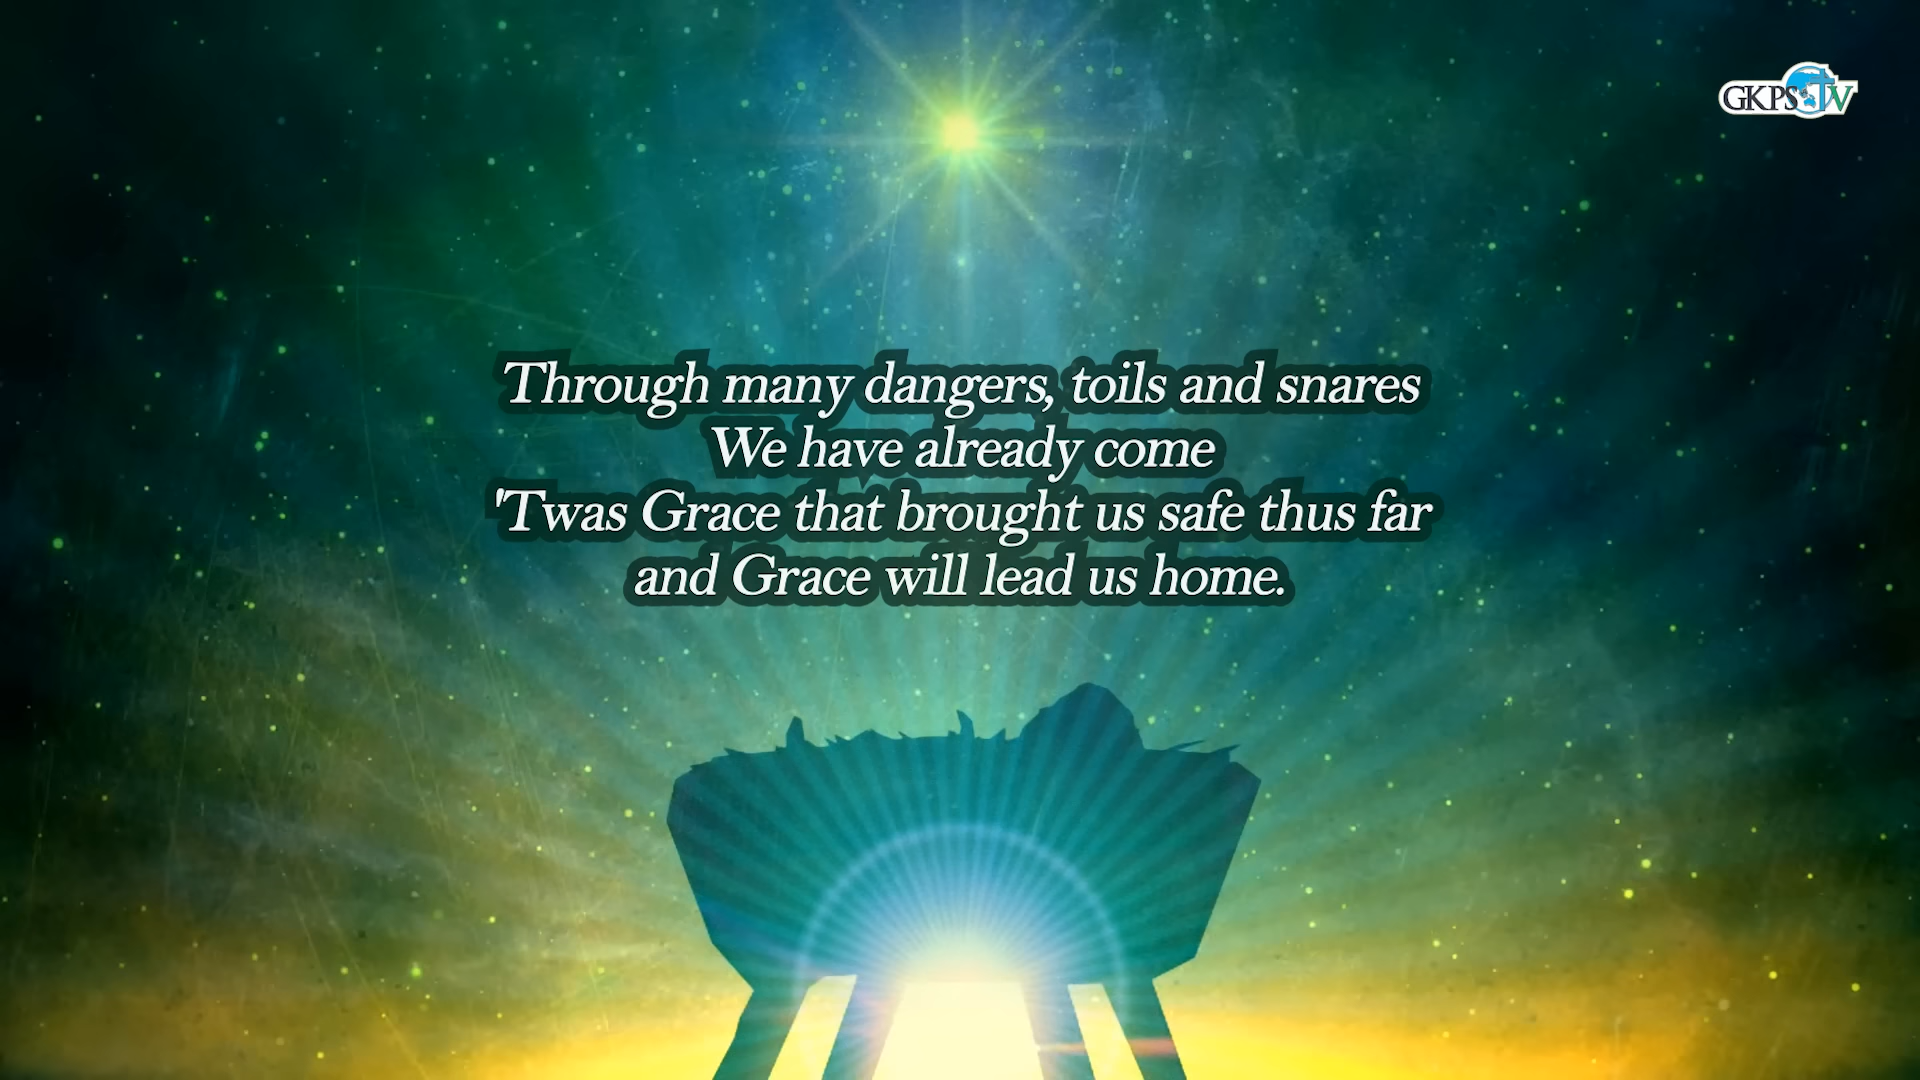 GKPS TV
Through many dangers, toils and snares
We have already come
'Twas Grace that brought us safe thus far
and Grace will lead us home.